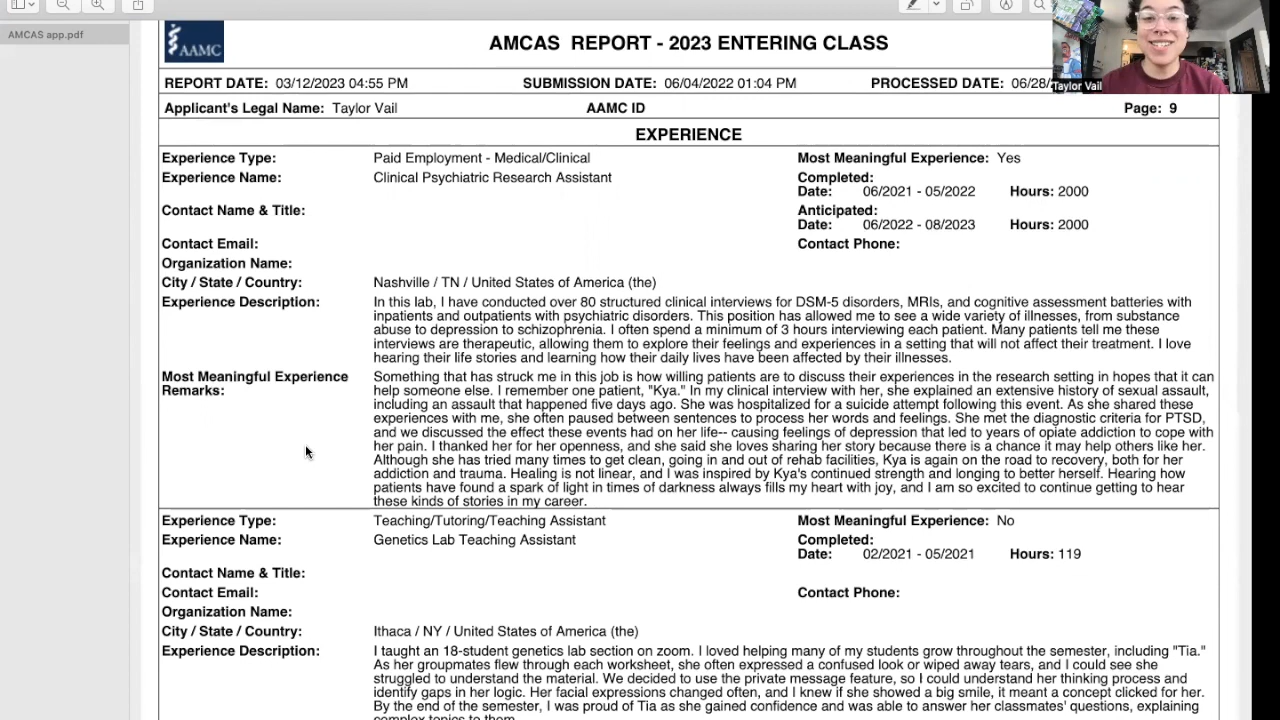 AMCAS app.pdf
AAMC
AMCAS REPORT - 2023 ENTERING CLASS
REPORT DATE: 03/12/2023 04:55 PM SUBMISSION DATE: 06/04/2022 01:04 PM PROCESSED DATE: 06/28/
Taylor Vail
Applicant's Legal Name: Taylor Vail AAMC ID Page: 9
EXPERIENCE
Experience Type: Paid Employment - Medical/Clinical Most Meaningful Experience: Yes
Experience Name: Clinical Psychiatric Research Assistant Completed:
Date: 06/2021 - 05/2022 Hours: 2000
Contact Name & Title: Anticipated:
Date: 06/2022 - 08/2023 Hours: 2000
Contact Email: Contact Phone:
Organization Name:
City / State / Country: Nashville / TN / United States of America (the)
Experience Description: In this lab, I have conducted over 80 structured clinical interviews for DSM-5 disorders, MRIs, and cognitive assessment batteries with
inpatients and outpatients with psychiatric disorders. This position has allowed me to see a wide variety of illnesses, from substance
abuse to depression to schizophrenia. I often spend a minimum of 3 hours interviewing each patient. Many patients tell me these
interviews are therapeutic, allowing them to explore their feelings and experiences in a setting that will not affect their treatment. I love
hearing their life stories and learning how their daily lives have been affected by their illnesses.
Most Meaningful Experience Something that has struck me in this job is how willing patients are to discuss their experiences in the research setting in hopes that it can
Remarks: help someone else. I remember one patient, "Kya." In my clinical interview with her, she explained an extensive history of sexual assault,
including an assault that happened five days ago. She was hospitalized for a suicide attempt following this event. As she shared these
experiences with me, she often paused between sentences to process her words and feelings. She met the diagnostic criteria for PTSD,
and we discussed the effect these events had on her life-- causing feelings of depression that led to years of opiate addiction to cope with
her pain. I thanked her for her openness, and she said she loves sharing her story because there is a chance it may help others like her.
Although she has tried many times to get clean, going in and out of rehab facilities, Kya is again on the road to recovery, both for her
addiction and trauma. Healing is not linear, and I was inspired by Kya's continued strength and longing to better herself. Hearing how
patients have found a spark of light in times of darkness always fills my heart with joy, and I am so excited to continue getting to hear
these kinds of stories in my career.
Experience Type: Teaching/Tutoring/Teaching Assistant Most Meaningful Experience: No
Experience Name: Genetics Lab Teaching Assistant Completed:
Date: 02/2021 - 05/2021 Hours: 119
Contact Name & Title:
Contact Email: Contact Phone:
Organization Name:
City / State / Country: Ithaca / NY / United States of America (the)
Experience Description: I taught an 18-student genetics lab section on zoom. I loved helping many of my students grow throughout the semester, including "Tia."
As her groupmates flew through each worksheet, she often expressed a confused look or wiped away tears, and I could see she
struggled to understand the material. We decided to use the private message feature, so I could understand her thinking process and
identify gaps in her logic. Her facial expressions changed often, and I knew if she showed a big smile, it meant a concept clicked for her.
By the end of the semester, I was proud of Tia as she gained confidence and was able to answer her classmates' questions, explaining
complex topics to them.